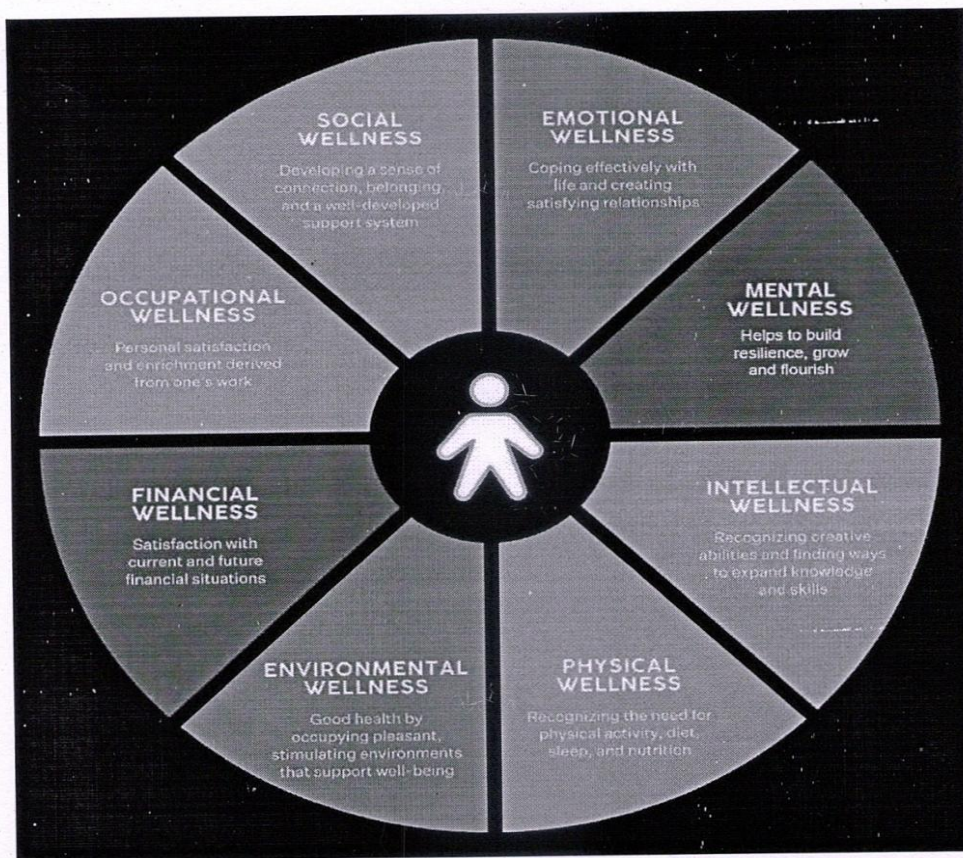 SOCIAL
WELLNESS
Developing a sense of
connection, belonging,
and a well-developed
support system
EMOTIONAL
WELLNESS
Coping effectively with
life and creating
satisfying relationships
MENTAL
WELLNESS
Helps to build
resilience, grow
and flourish
INTELLECTUAL
WELLNESS
Recognizing creative
abilities and finding ways
to expand knowledge
and skills
PHYSICAL
WELLNESS
Recognizing the need for
physical activity, diet,
sleep, and nutrition
ENVIRONMENTAL
WELLNESS
Good health by
occupying pleasant,
stimulating environments
that support well-being
FINANCIAL
WELLNESS
Satisfaction with
current and future
financial situations
OCCUPATIONAL
WELLNESS
Personal satisfaction
and enrichment derived
from one's work